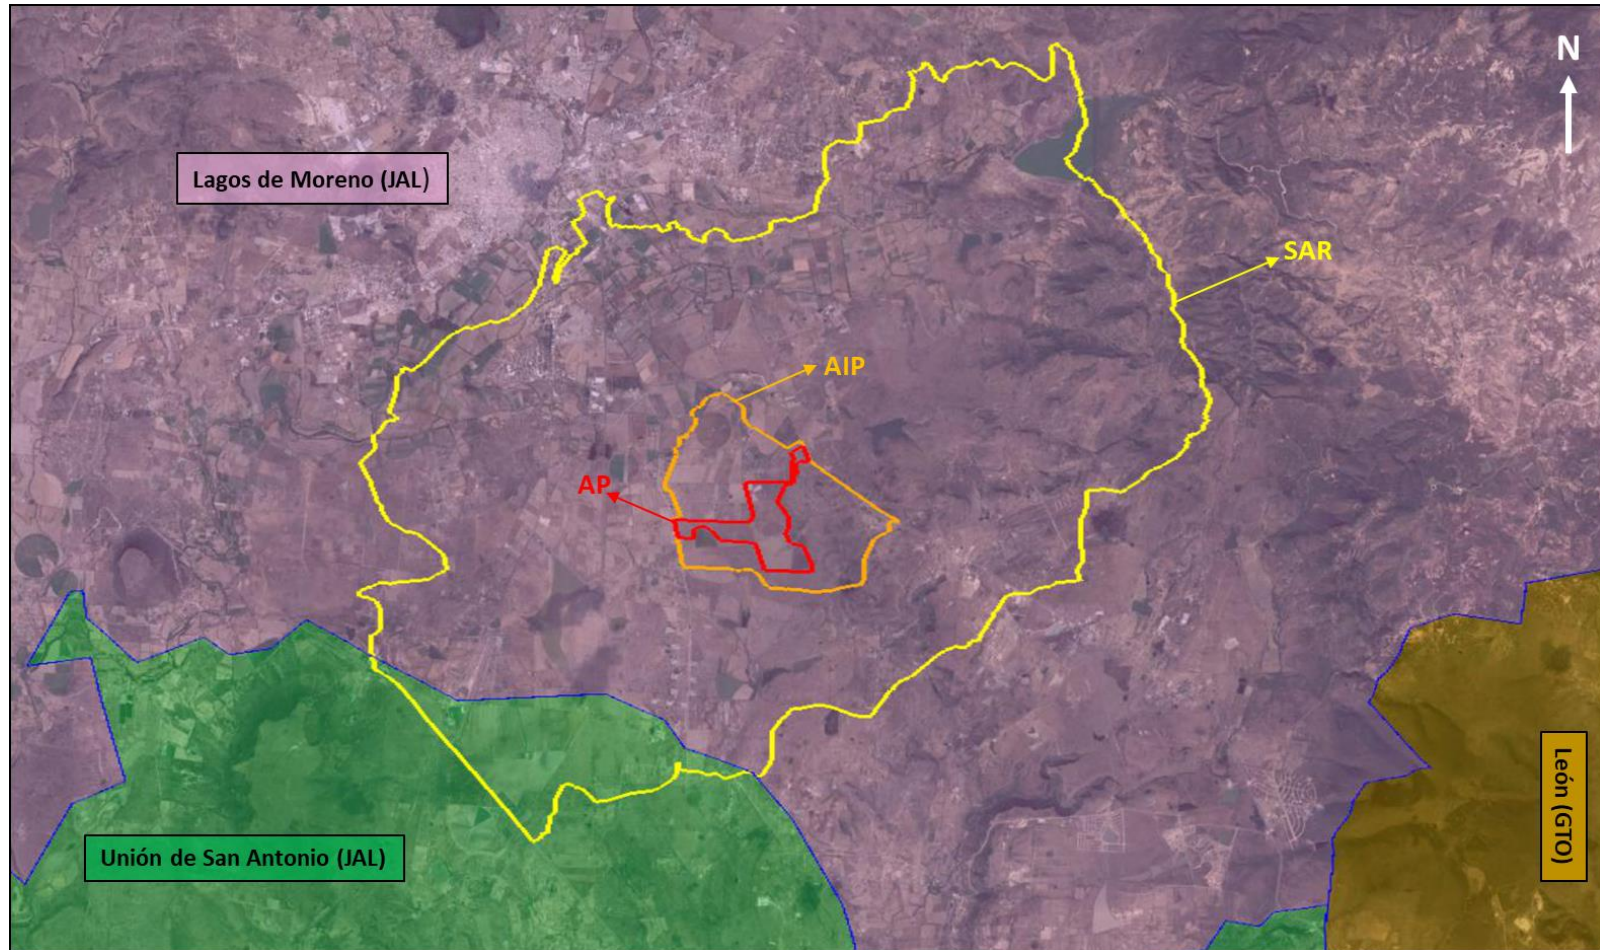 N
Lagos de Moreno (JAL)
SAR
AIP
AP
León (GTO)
Unión de San Antonio (JAL)